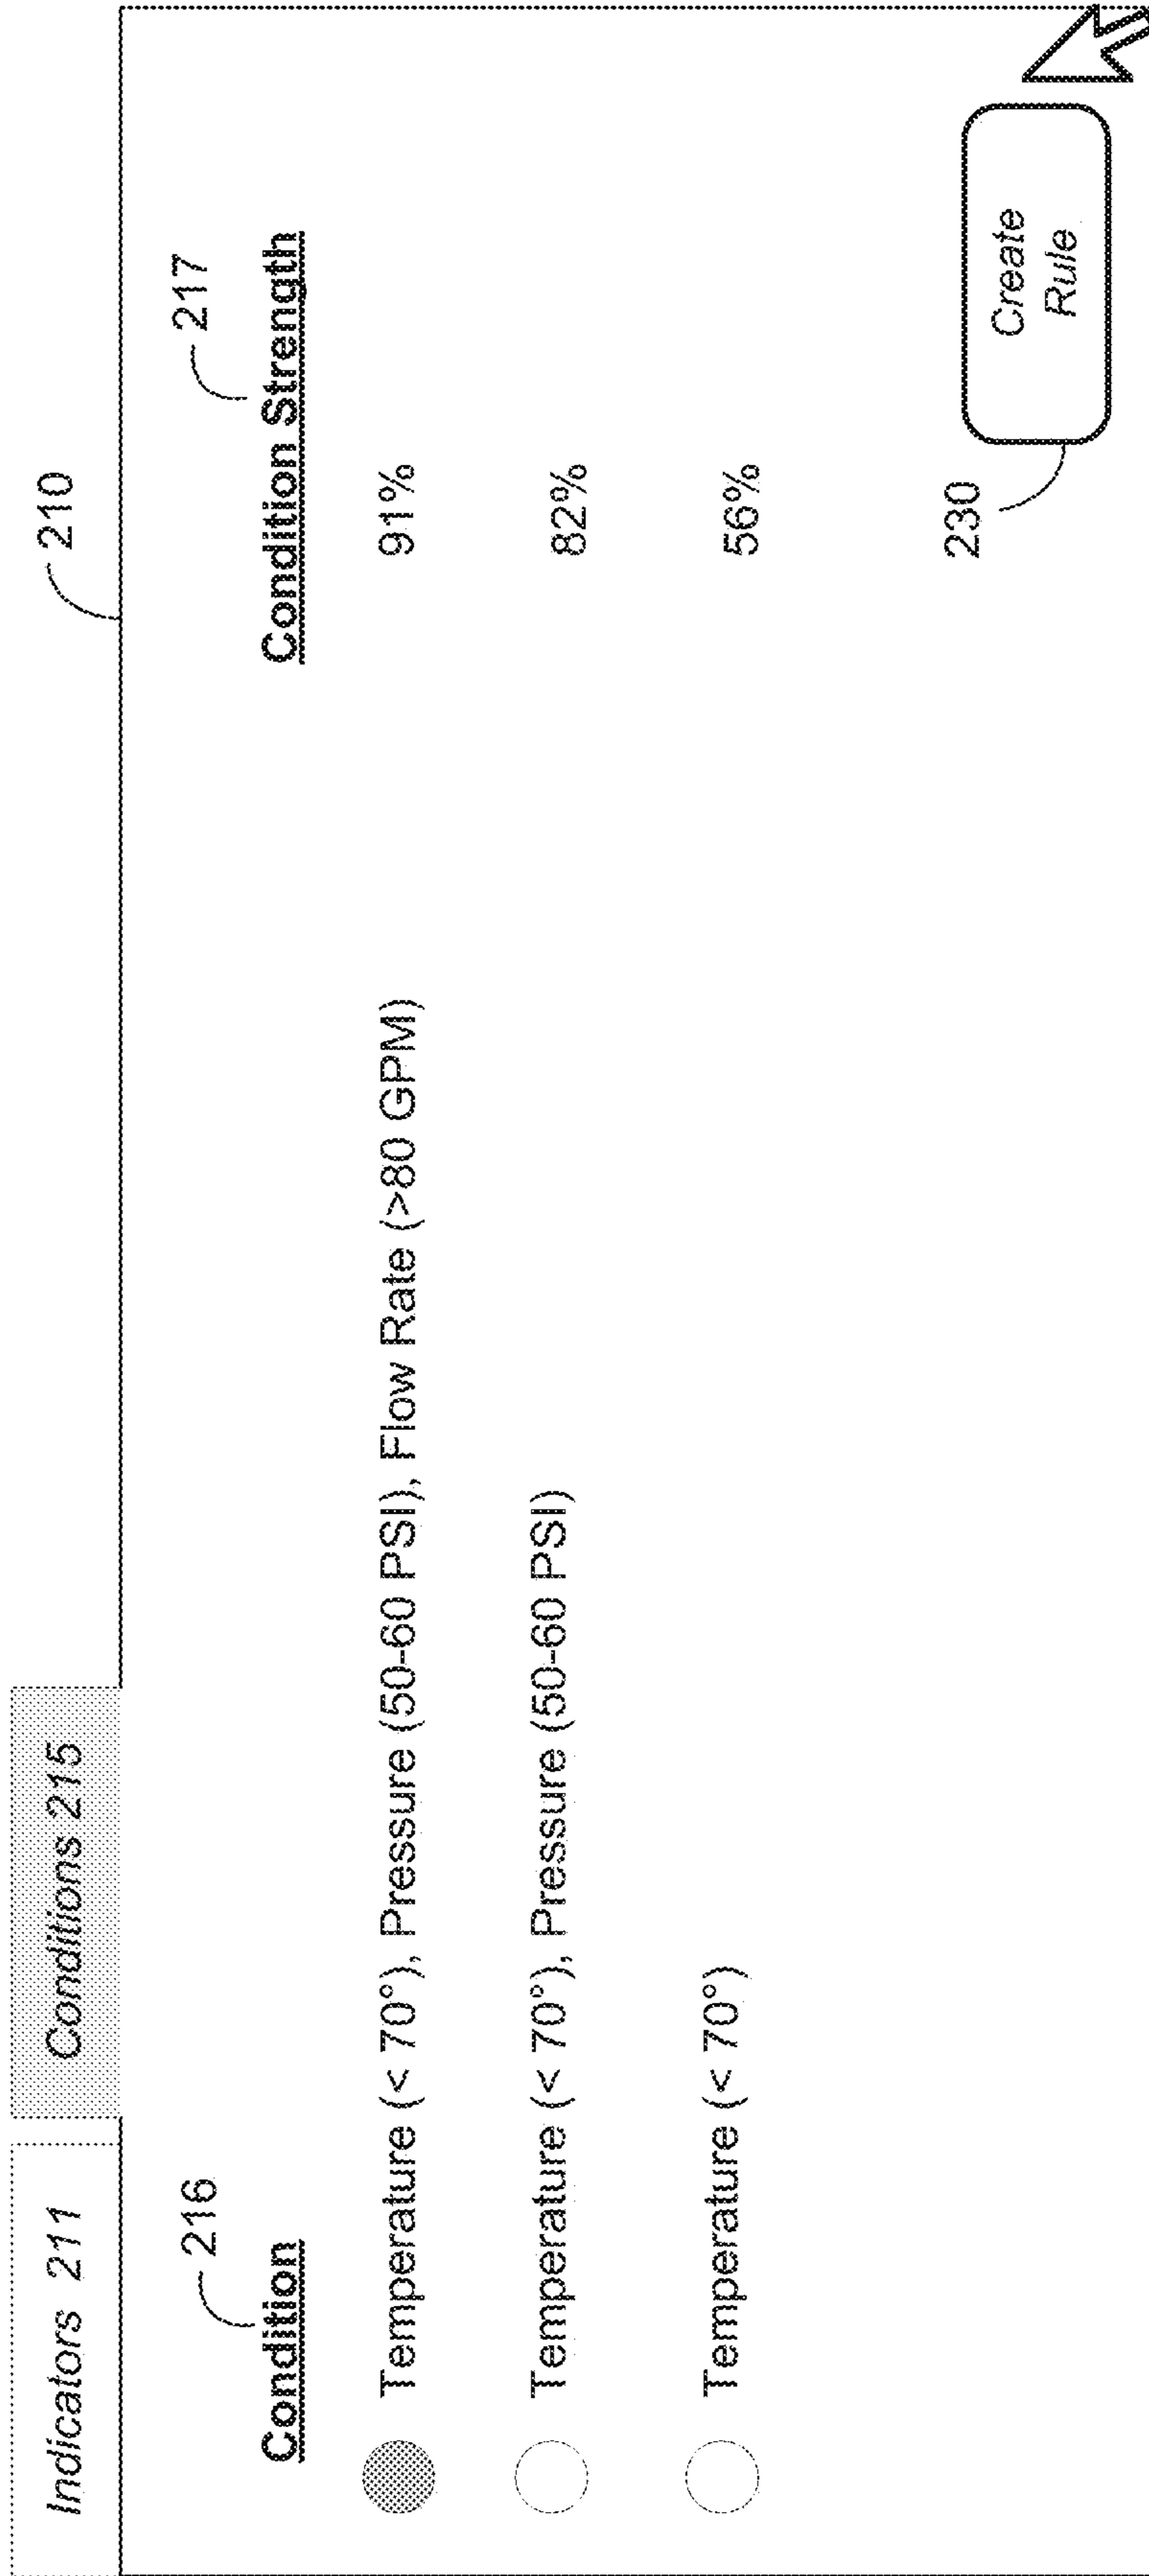 210
Indicators 211
Conditions 215
216
217
Condition
Condition Strength
Temperature (< 70°), Pressure (50-60 PSI), Flow Rate (>80 GPM)
91%
Temperature (< 70°), Pressure (50-60 PSI)
82%
Temperature (< 70°)
56%
230
Create
Rule